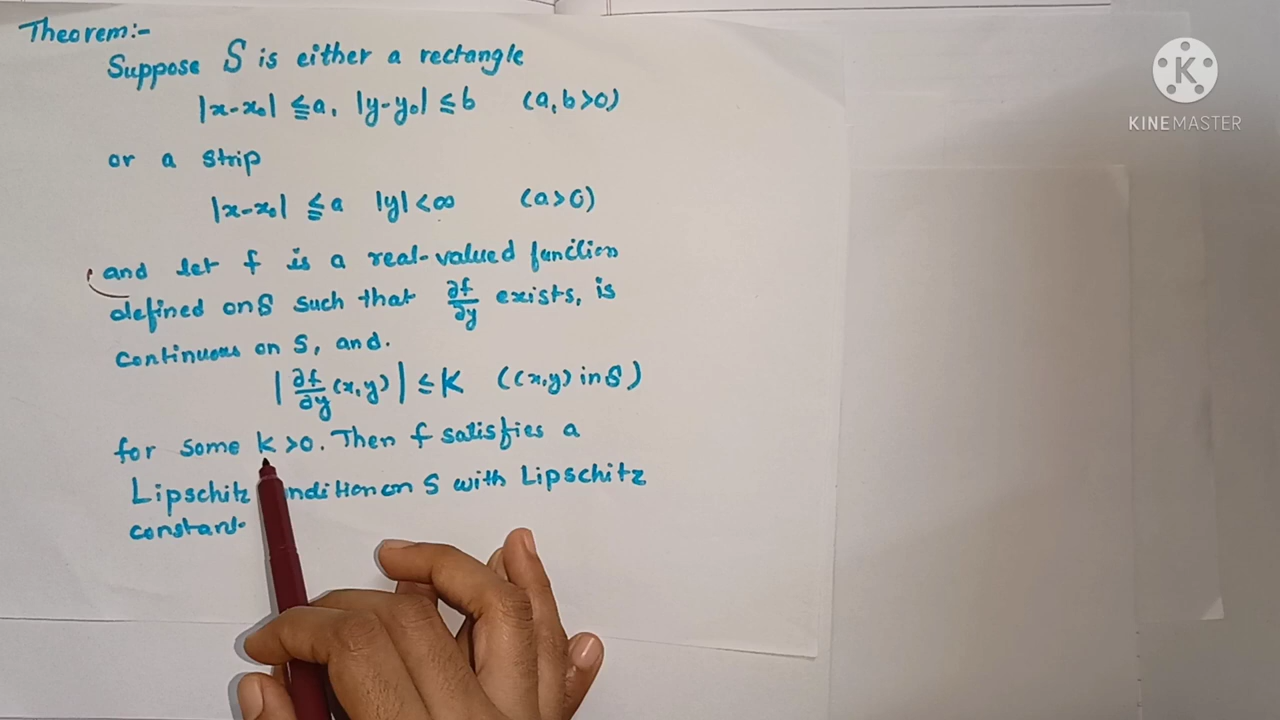 Theorem:-
Suppose S is either a rectangle
|x-x₀| ≦ a, |y-y₀| ≤ b (a, b >0)
or a strip
|x-x₀| ≦ a |y| < ∞ (a>0)
and let f is a real-valued function
defined on S such that ∂f/∂y exists, is
continuous on S, and.
|∂f/∂y (x,y)| ≤ K ((x,y) in S)
for some K >0. Then f satisfies a
Lipschitz on S with Lipschitz
constant.
K
KINEMASTER